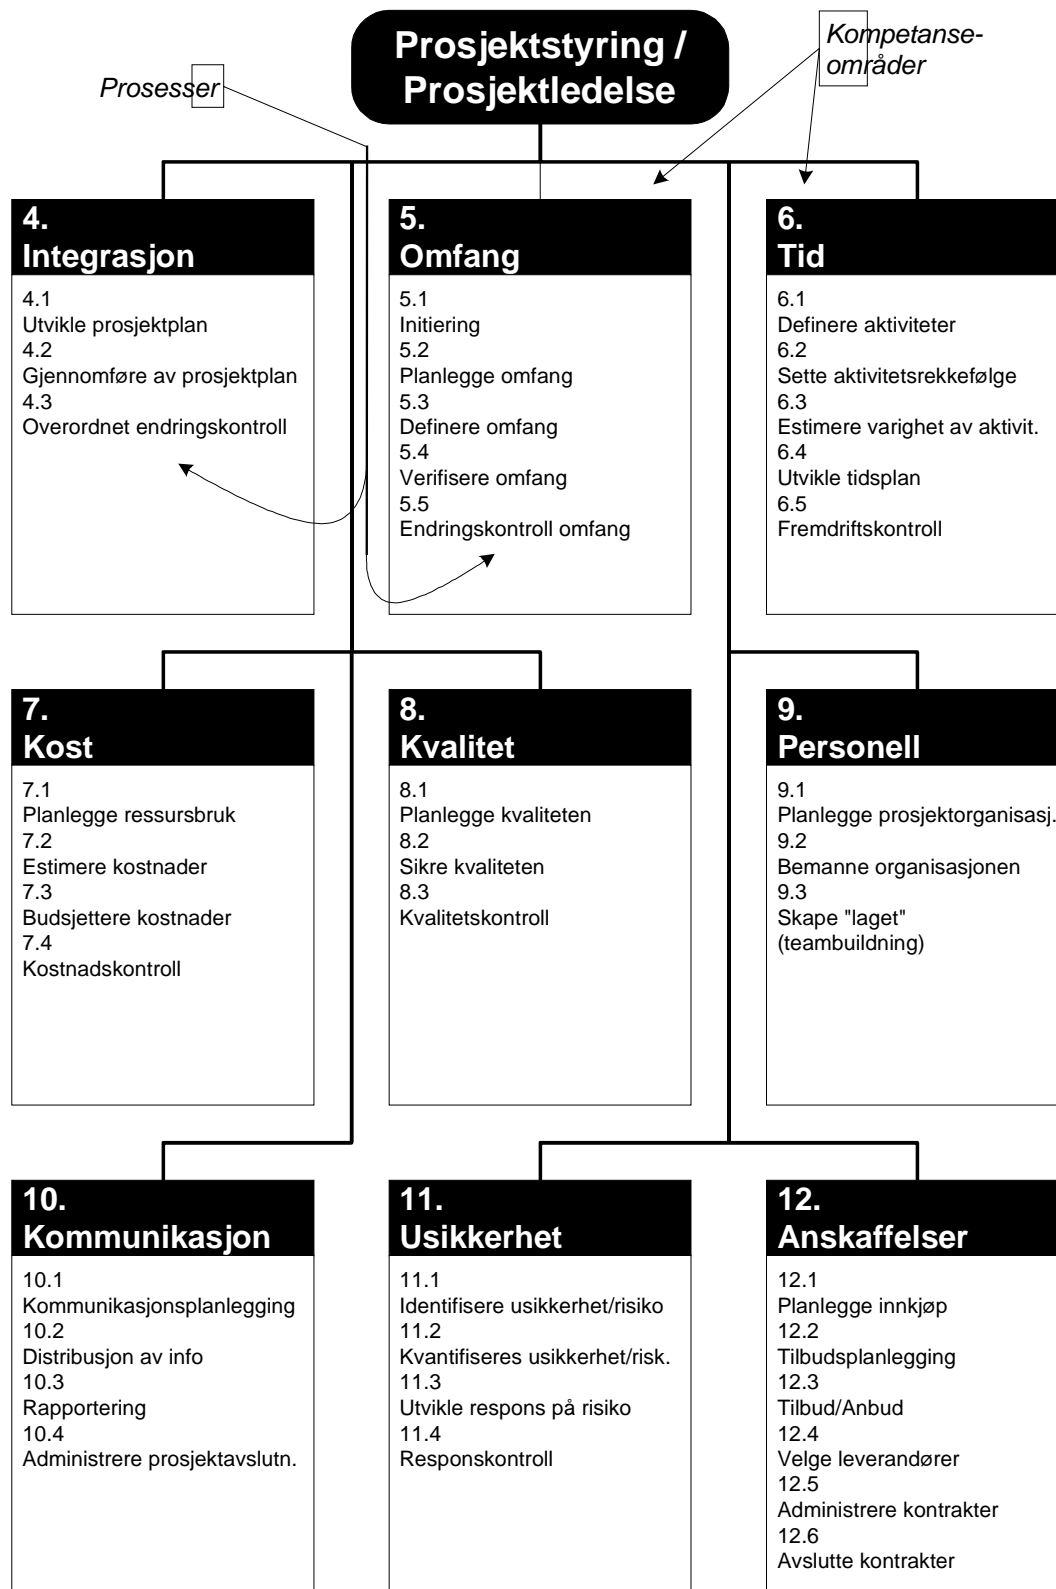 Prosjektstyring /
Prosjektledelse
Prosesser
Kompetanse-
områder
4.
Integrasjon
4.1
Utvikle prosjektplan
4.2
Gjennomføre av prosjektplan
4.3
Overordnet endringskontroll
5.
Omfang
5.1
Initiering
5.2
Planlegge omfang
5.3
Definere omfang
5.4
Verifisere omfang
5.5
Endringskontroll omfang
6.
Tid
6.1
Definere aktiviteter
6.2
Sette aktivitetsrekkefølge
6.3
Estimere varighet av aktivit.
6.4
Utvikle tidsplan
6.5
Fremdriftskontroll
7.
Kost
7.1
Planlegge ressursbruk
7.2
Estimere kostnader
7.3
Budsjettere kostnader
7.4
Kostnadskontroll
8.
Kvalitet
8.1
Planlegge kvaliteten
8.2
Sikre kvaliteten
8.3
Kvalitetskontroll
9.
Personell
9.1
Planlegge prosjektorganisasj.
9.2
Bemanne organisasjonen
9.3
Skape "laget"
(teambuildning)
10.
Kommunikasjon
10.1
Kommunikasjonsplanlegging
10.2
Distribusjon av info
10.3
Rapportering
10.4
Administrere prosjektavslutn.
11.
Usikkerhet
11.1
Identifisere usikkerhet/risiko
11.2
Kvantifiseres usikkerhet/risk.
11.3
Utvikle respons på risiko
11.4
Responskontroll
12.
Anskaffelser
12.1
Planlegge innkjøp
12.2
Tilbudsplanlegging
12.3
Tilbud/Anbud
12.4
Velge leverandører
12.5
Administrere kontrakter
12.6
Avslutte kontrakter